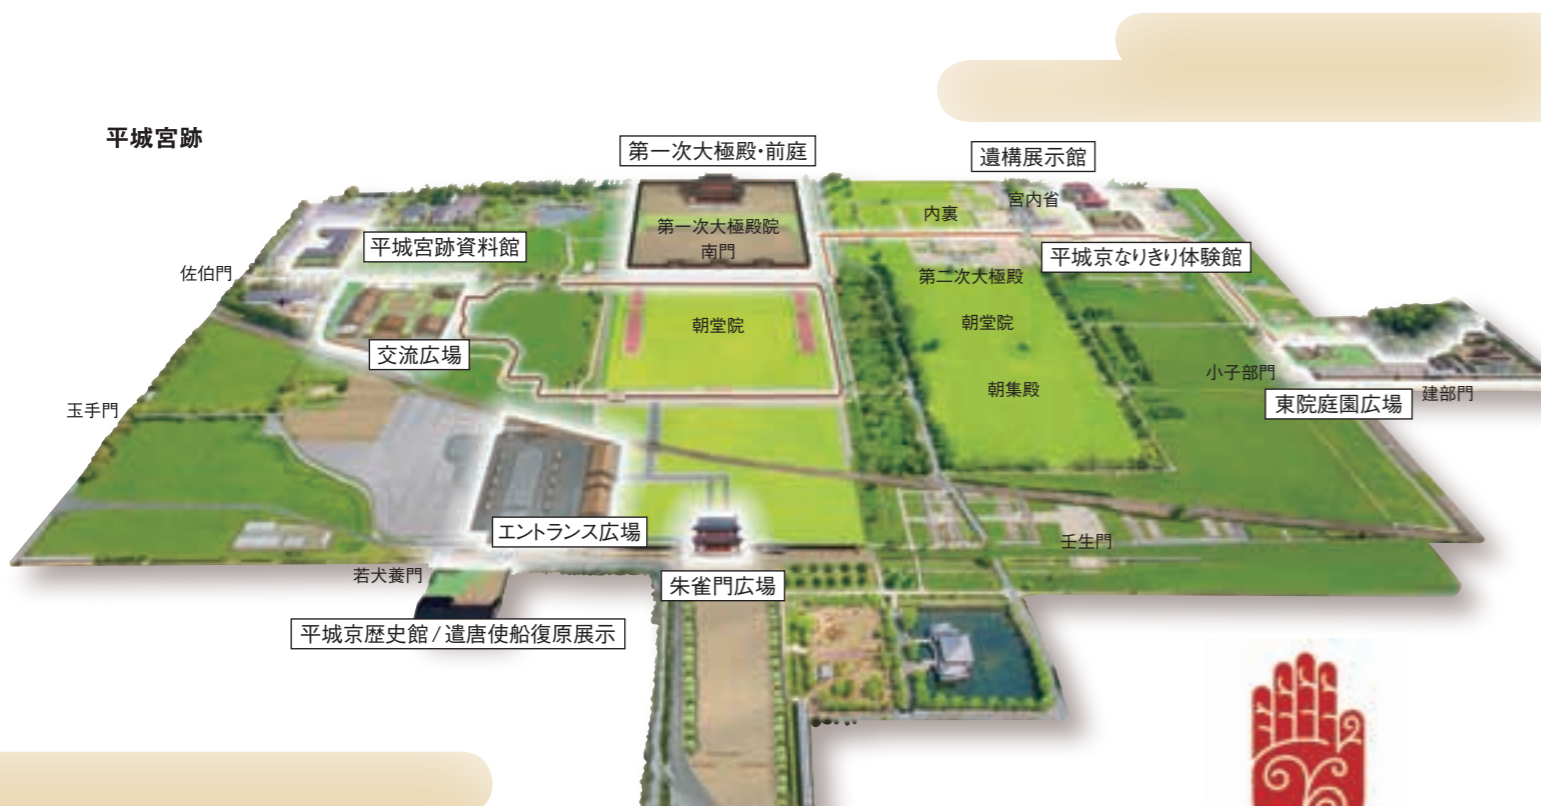 平城宮跡
第一次大極殿・前庭
遺構展示館
内裏
宮内省
第一次大極殿院
南門
平城宮跡資料館
平城京なりきり体験館
佐伯門
第二次大極殿
朝堂院
朝堂院
交流広場
小子部門
朝集殿
建部門
東院庭園広場
玉手門
エントランス広場
壬生門
若犬養門
朱雀門広場
平城京歴史館/遣唐使船復原展示